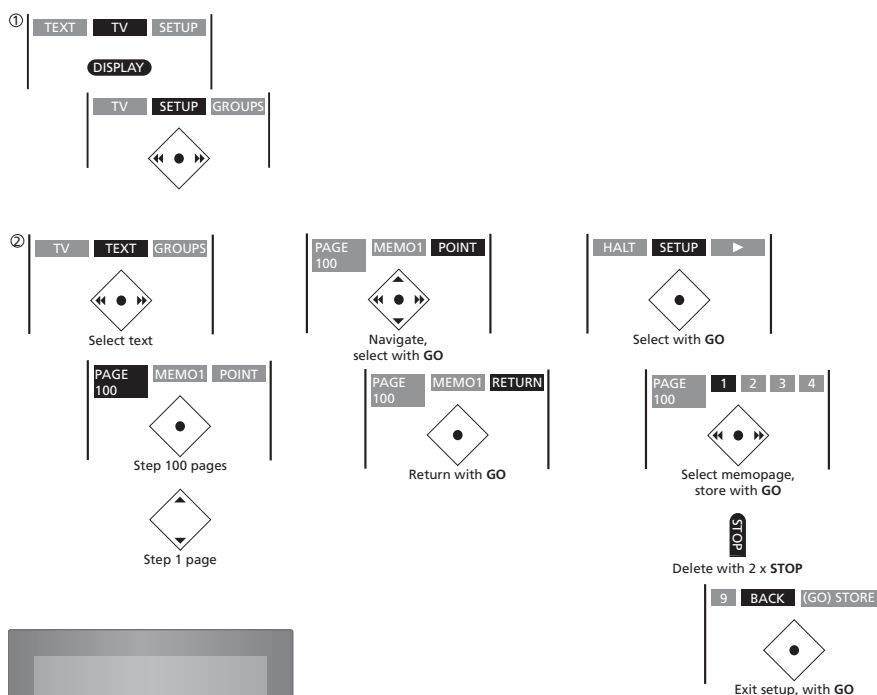 ①
TEXT TV SETUP
DISPLAY
TV SETUP GROUPS
②
TV TEXT GROUPS
Select text
PAGE
100
MEMO1 POINT
Step 100 pages
Step 1 page
PAGE
100
MEMO1 POINT
Navigate,
select with GO
PAGE
100
MEMO1 RETURN
Return with GO
HALT SETUP
Select with GO
PAGE
100
1 2 3 4
Select memopage,
store with GO
STOP
Delete with 2 x STOP
9 BACK (GO) STORE
Exit setup, with GO